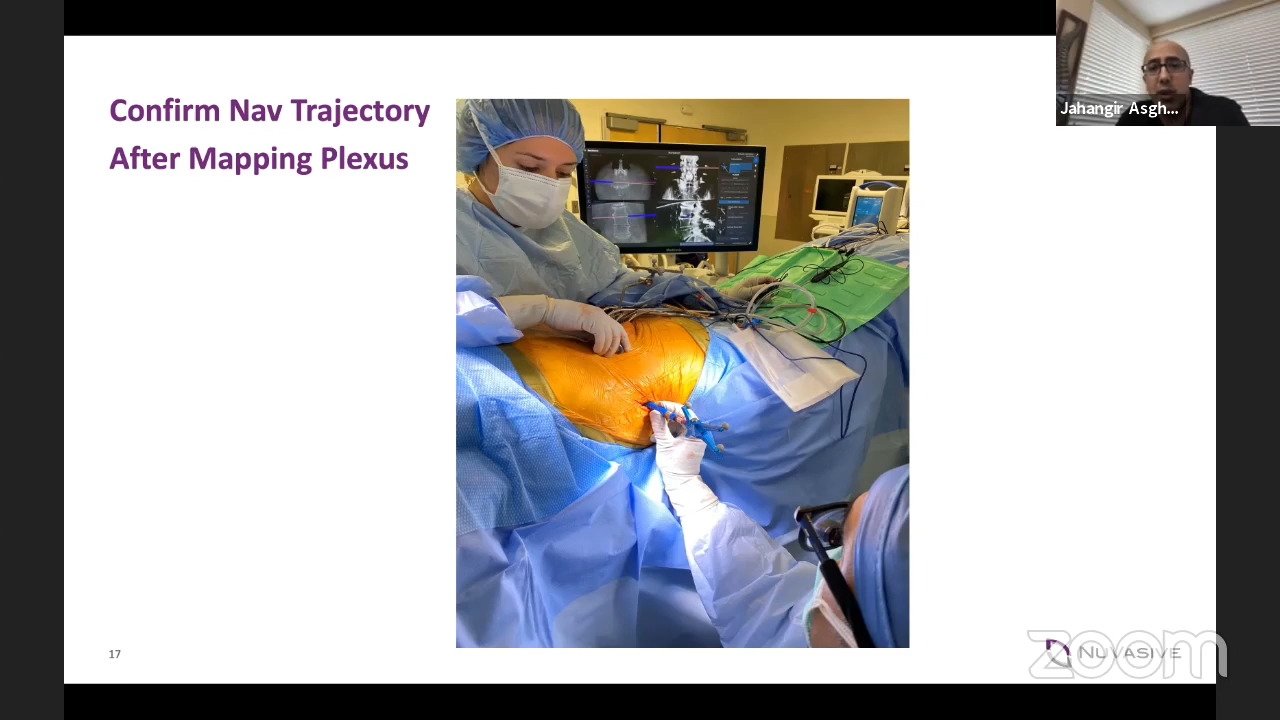 Confirm Nav Trajectory
After Mapping Plexus
Jahangir Asgh...
17
NUVASIVE
zoom